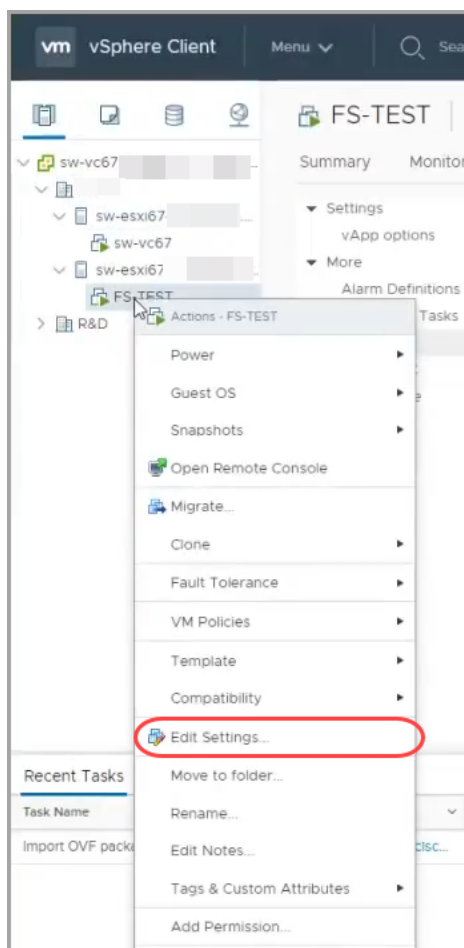 vm vSphere Client Menu Sea
FS-TEST
Summary Monitor
sw-vc67
sw-esxi67
sw-vc67
sw-esxi67
FS-TEST
R&D
Settings
vApp options
More
Alarm Definitions
Tasks
Actions - FS-TEST
Power
Guest OS
Snapshots
Open Remote Console
Migrate...
Clone
Fault Tolerance
VM Policies
Template
Compatibility
Edit Settings...
Move to folder...
Rename...
Edit Notes...
Tags & Custom Attributes
Add Permission...
Recent Tasks
Task Name
Import OVF packa
cisc...